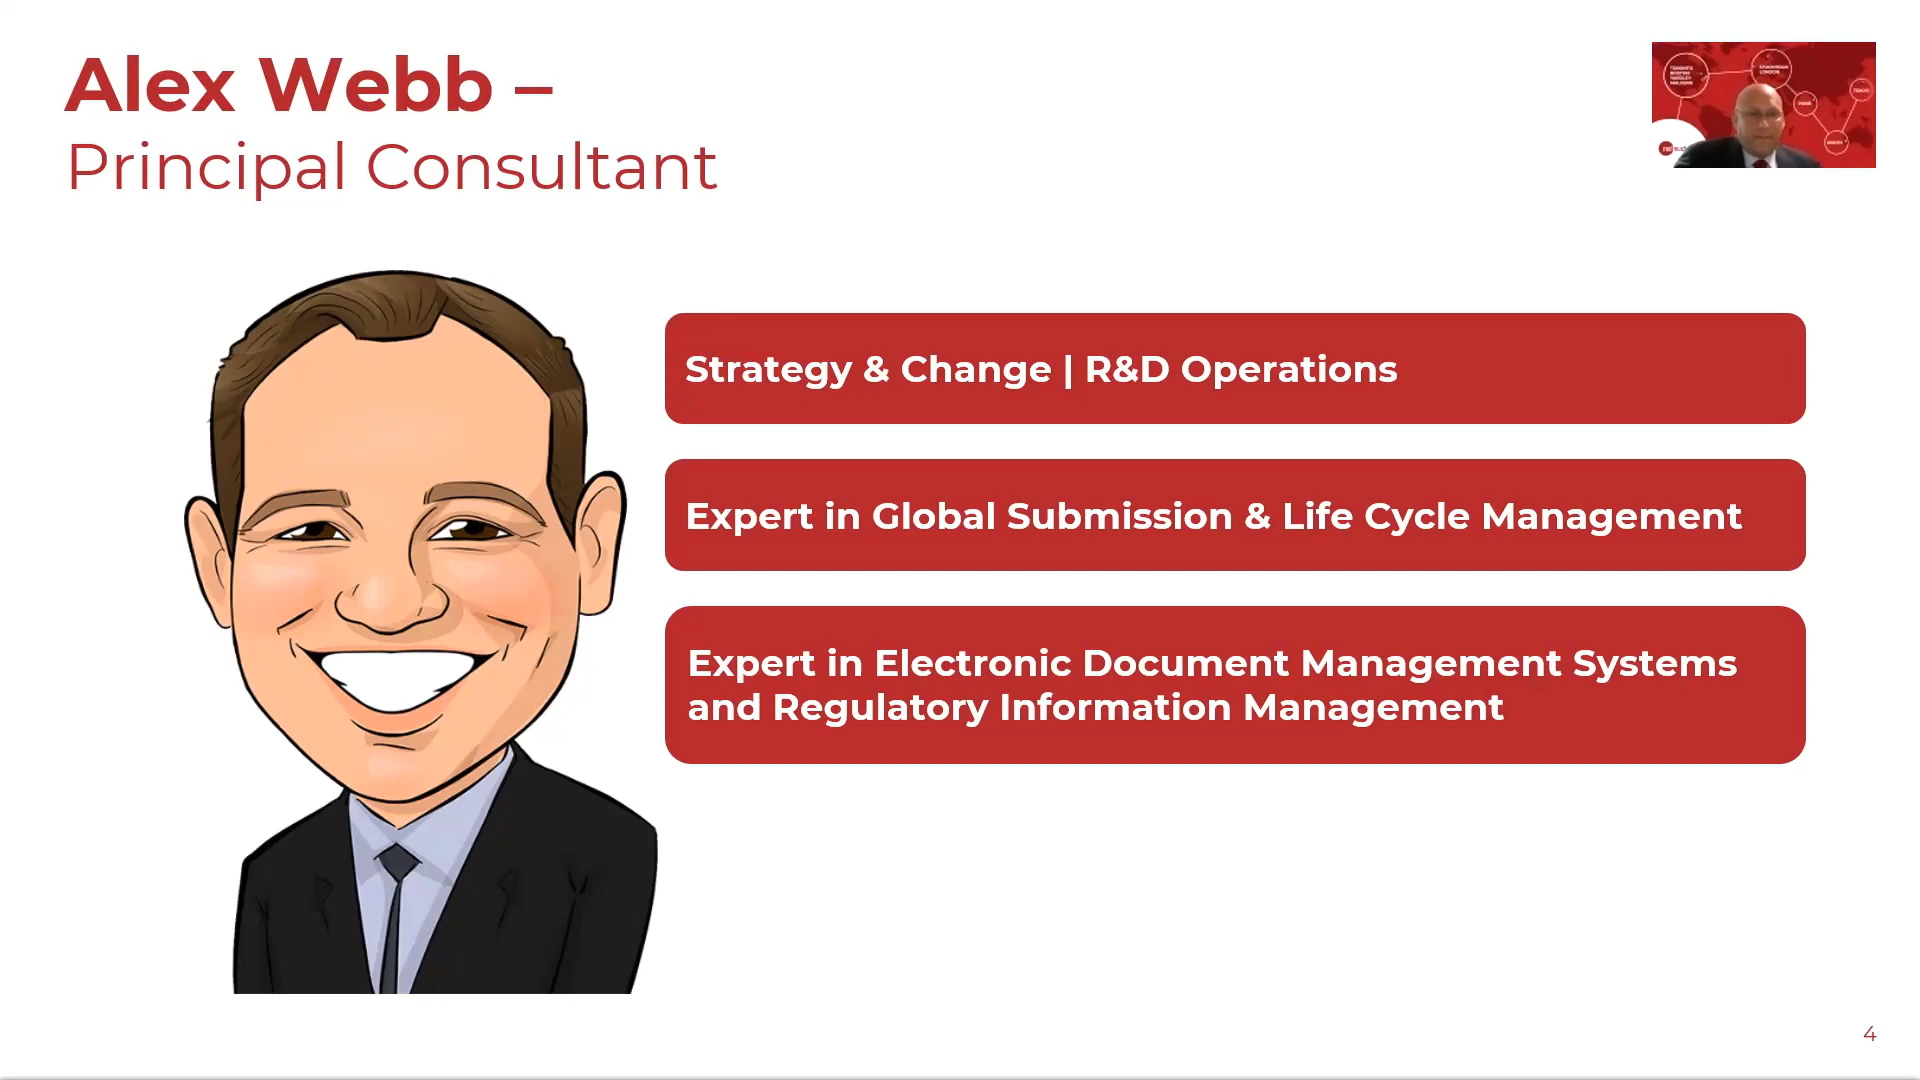 Alex Webb –
Principal Consultant
Strategy & Change | R&D Operations
Expert in Global Submission & Life Cycle Management
Expert in Electronic Document Management Systems
and Regulatory Information Management
4